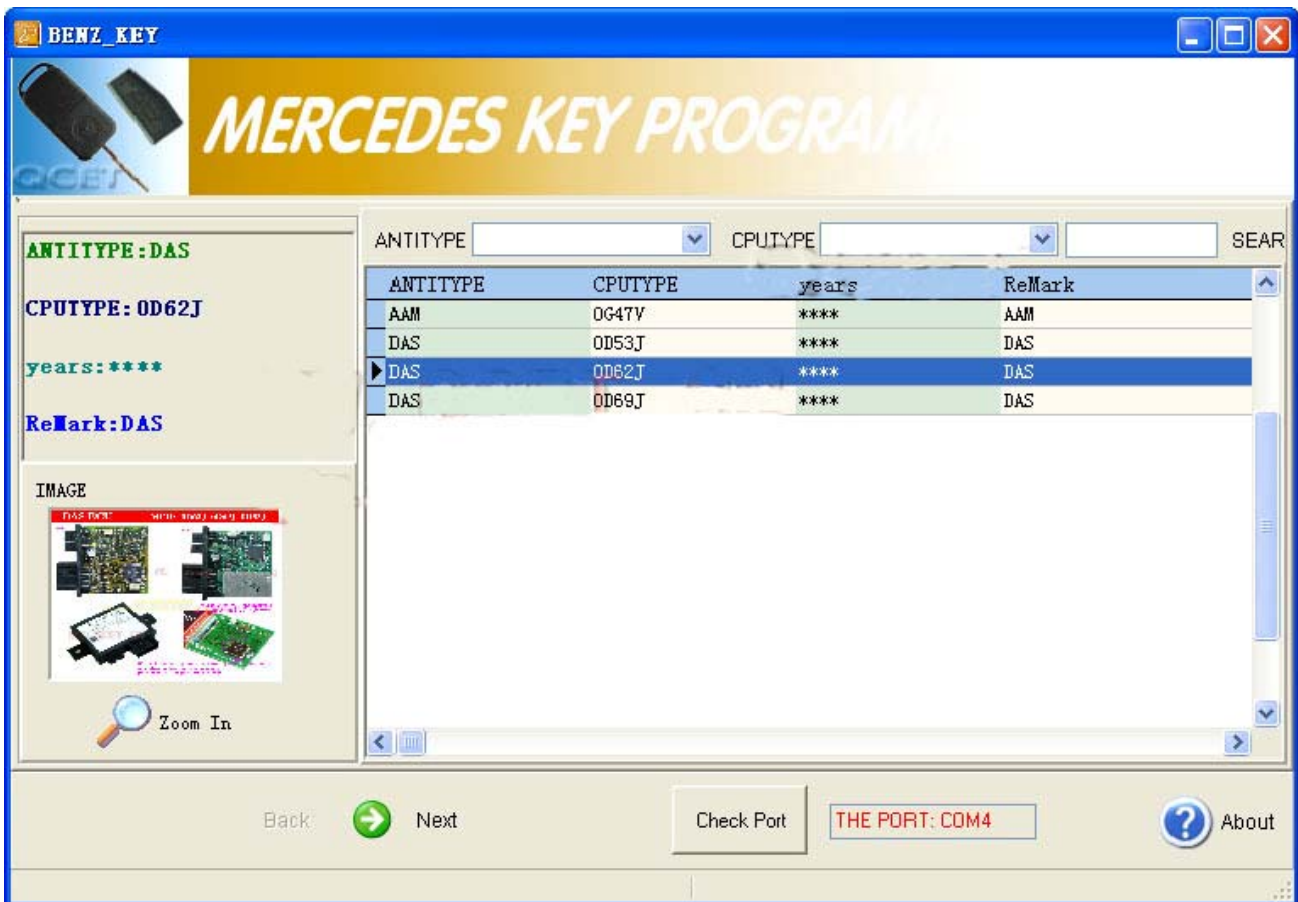 BENZ_KEY
MERCEDES KEY PROGRAMM
QCET
ANTITYPE:DAS
CPUTYPE:0D62J
years:****
ReMark:DAS
IMAGE
Zoom In
ANTITYPE CPUTYPE SEAR
ANTITYPE CPUTYPE years ReMark
AAM 0G47V **** AAM
DAS 0D53J **** DAS
DAS 0D62J **** DAS
DAS 0D69J **** DAS
Back Next Check Port THE PORT: COM4 About